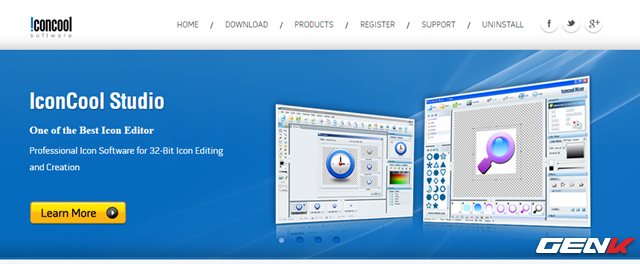 !concool
software
HOME / DOWNLOAD / PRODUCTS / REGISTER / SUPPORT / UNINSTALL
f g+
IconCool Studio
One of the Best Icon Editor
Professional Icon Software for 32-Bit Icon Editing
and Creation
Learn More
GENK